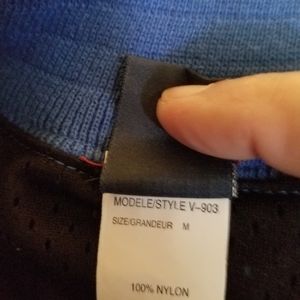 MODELE/STYLE V-903
SIZE/GRANDEUR M
100% NYLON